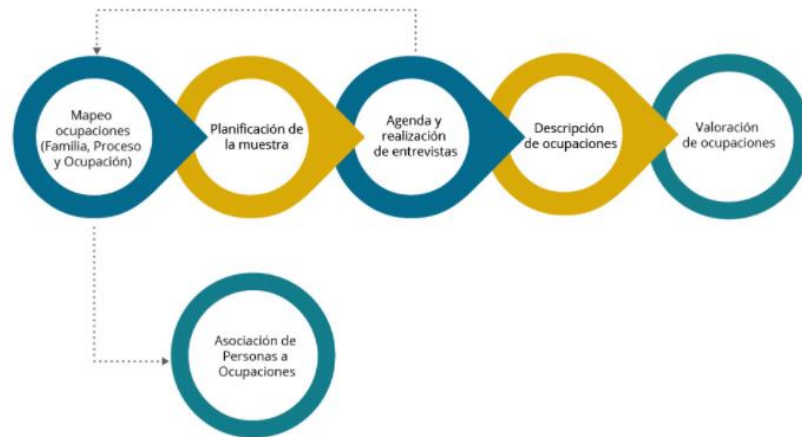 Mapeo
ocupaciones
(Familia, Proceso
y Ocupación)
Planificación de
la muestra
Agenda y
realización
de entrevistas
Descripción
de ocupaciones
Valoración
de ocupaciones
Asociación de
Personas a
Ocupaciones